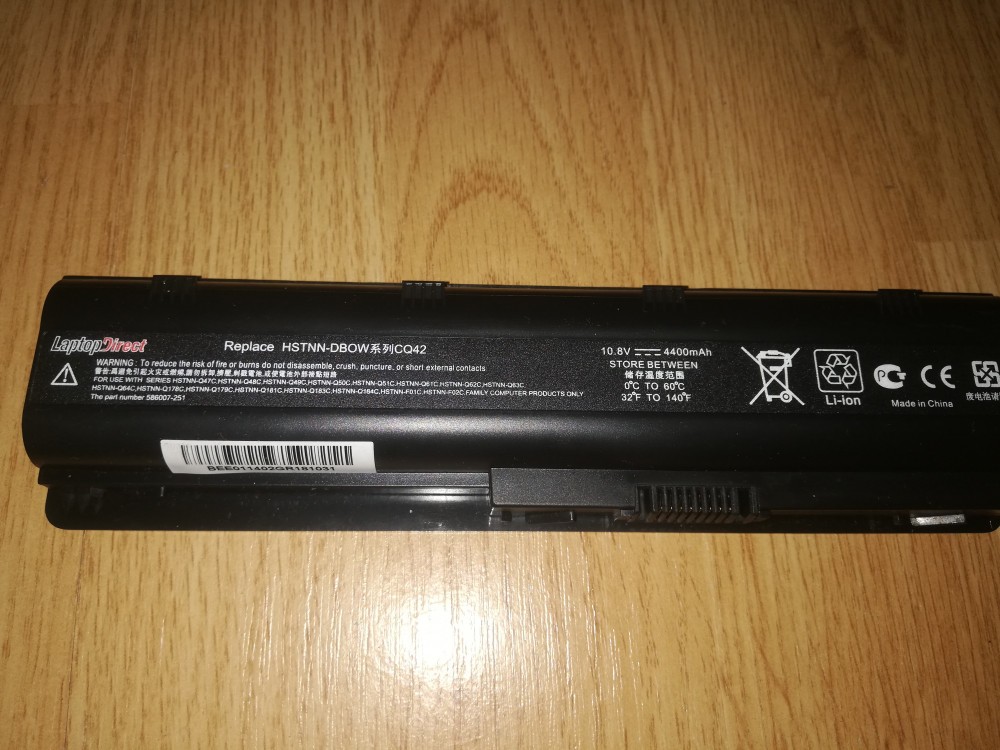 LaptopDirect
Replace HSTNN-DBOW系列CQ42
WARNING: To reduce the risk of fire or burns do not disassemble, crush, puncture, or short external contacts.
FOR USE WITH SERIES HSTNN-Q47C,HSTNN-Q48C,HSTNN-Q49C,HSTNN-Q50C,HSTNN-Q51C,HSTNN-Q61C,HSTNN-Q62C,HSTNN-Q63C,
HSTNN-Q64C,HSTNN-Q178C,HSTNN-Q179C,HSTNN-Q181C,HSTNN-Q183C,HSTNN-Q184C,HSTNN-F01C,HSTNN-F02C.FAMILY COMPUTER PRODUCTS ONLY
The part number 586007-251
10.8V 4400mAh
STORE BETWEEN
储存溫度范围
0℃ TO 60℃
32℉ TO 140℉
Li-ion
PCT
CE
Made in China
废电池请
SEE011402GR181031